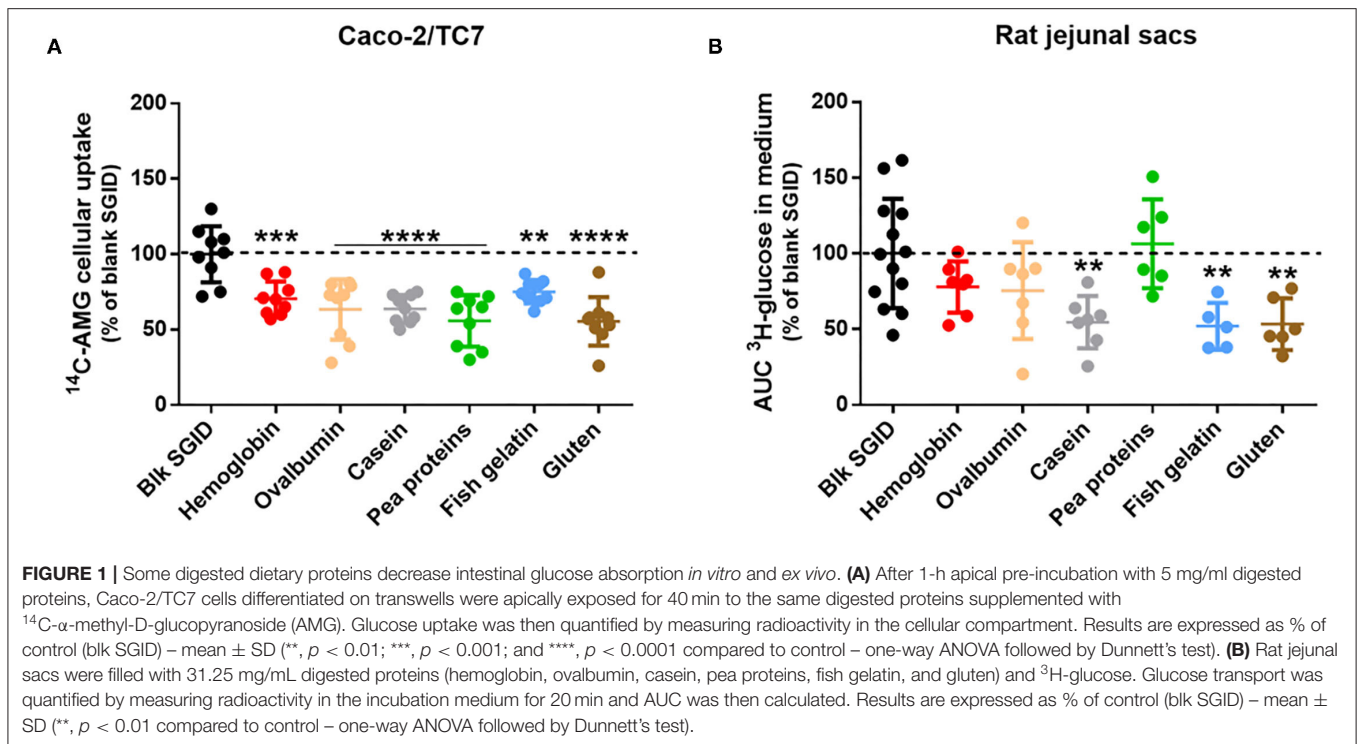 A
Caco-2/TC7
¹⁴C-AMG cellular uptake
(% of blank SGID)
200
150
100
50
0
***
****
**
****
Blk SGID
Hemoglobin
Ovalbumin
Casein
Pea proteins
Fish gelatin
Gluten
B
Rat jejunal sacs
AUC ³H-glucose in medium
(% of blank SGID)
200
150
100
50
0
**
**
**
Blk SGID
Hemoglobin
Ovalbumin
Casein
Pea proteins
Fish gelatin
Gluten
FIGURE 1 | Some digested dietary proteins decrease intestinal glucose absorption in vitro and ex vivo. (A) After 1-h apical pre-incubation with 5 mg/ml digested
proteins, Caco-2/TC7 cells differentiated on transwells were apically exposed for 40 min to the same digested proteins supplemented with
¹⁴C-α-methyl-D-glucopyranoside (AMG). Glucose uptake was then quantified by measuring radioactivity in the cellular compartment. Results are expressed as % of
control (blk SGID) – mean ± SD (**, p < 0.01; ***, p < 0.001; and ****, p < 0.0001 compared to control – one-way ANOVA followed by Dunnett's test). (B) Rat jejunal
sacs were filled with 31.25 mg/mL digested proteins (hemoglobin, ovalbumin, casein, pea proteins, fish gelatin, and gluten) and ³H-glucose. Glucose transport was
quantified by measuring radioactivity in the incubation medium for 20 min and AUC was then calculated. Results are expressed as % of control (blk SGID) – mean ±
SD (**, p < 0.01 compared to control – one-way ANOVA followed by Dunnett's test).